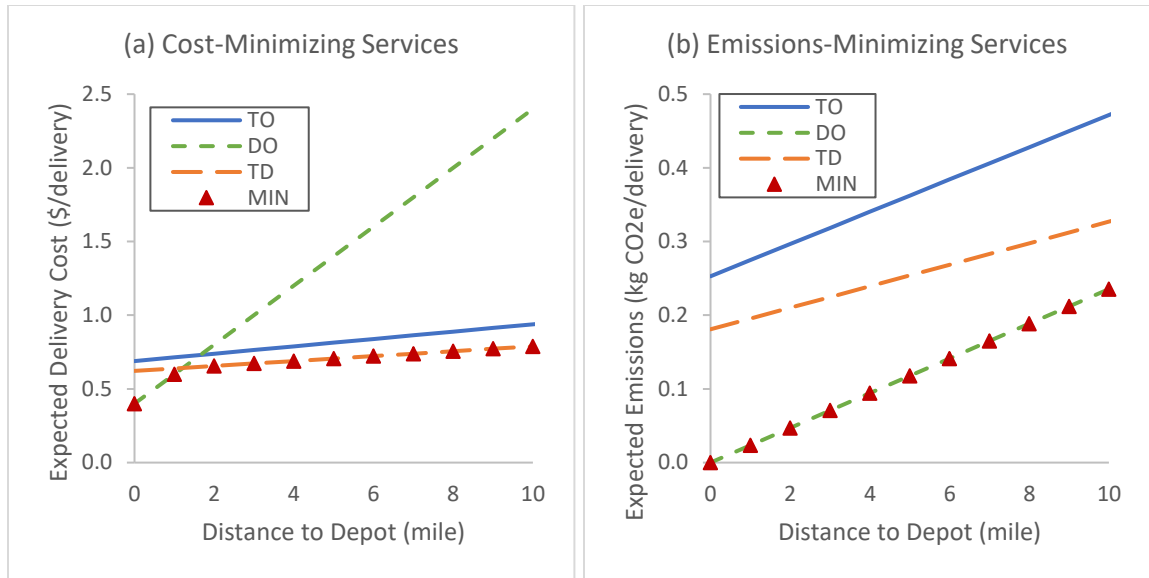 (a) Cost-Minimizing Services
Expected Delivery Cost ($/delivery)
2.5
2.0
1.5
1.0
0.5
0.0
TO
DO
TD
MIN
0 2 4 6 8 10
Distance to Depot (mile)
(b) Emissions-Minimizing Services
Expected Emissions (kg CO2e/delivery)
0.5
0.4
0.3
0.2
0.1
0.0
TO
DO
TD
MIN
0 2 4 6 8 10
Distance to Depot (mile)